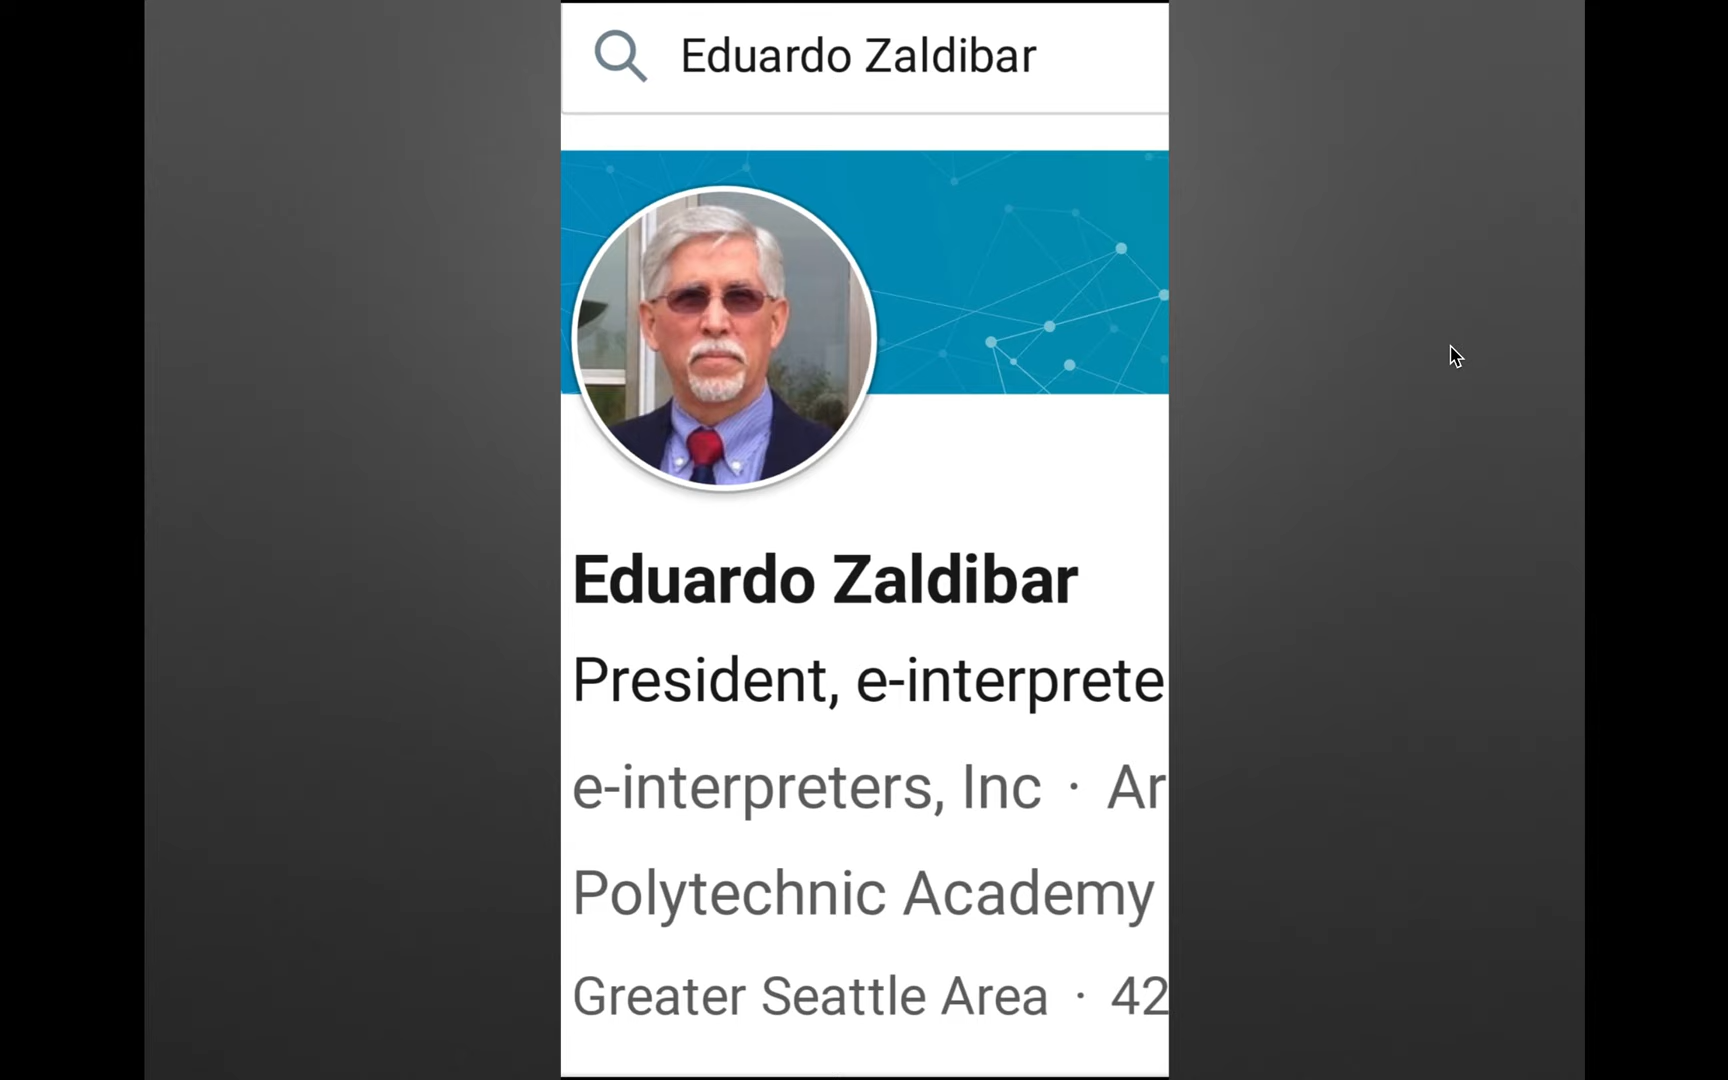 Eduardo Zaldibar
Eduardo Zaldibar
President, e-interprete
e-interpreters, Inc · Ar
Polytechnic Academy
Greater Seattle Area · 42